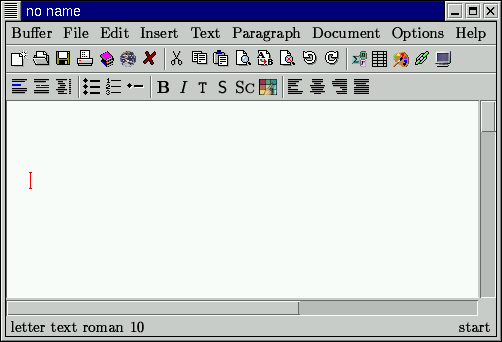 no name
Buffer File Edit Insert Text Paragraph Document Options Help
B I T S SC
letter text roman 10 start